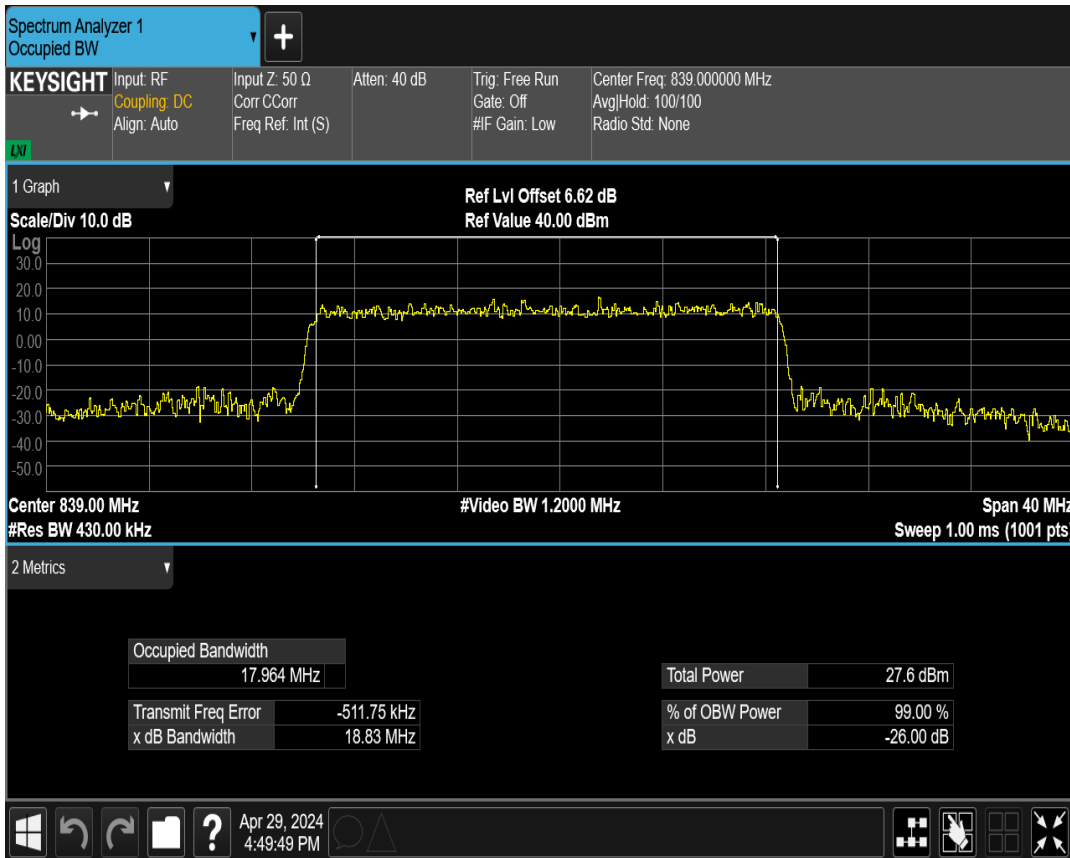 Spectrum Analyzer 1
Occupied BW
+
KEYSIGHT
LXI
Input: RF
Coupling: DC
Align: Auto
Input Z: 50 Ω
Corr CCorr
Freq Ref: Int (S)
Atten: 40 dB
Trig: Free Run
Gate: Off
#IF Gain: Low
Center Freq: 839.000000 MHz
Avg|Hold: 100/100
Radio Std: None
1 Graph
Scale/Div 10.0 dB
Ref Lvl Offset 6.62 dB
Ref Value 40.00 dBm
Log
30.0
20.0
10.0
0.00
-10.0
-20.0
-30.0
-40.0
-50.0
Center 839.00 MHz
#Video BW 1.2000 MHz
Span 40 MHz
#Res BW 430.00 kHz
Sweep 1.00 ms (1001 pts)
2 Metrics
Occupied Bandwidth
17.964 MHz
Total Power 27.6 dBm
Transmit Freq Error -511.75 kHz
% of OBW Power 99.00 %
x dB Bandwidth 18.83 MHz
x dB -26.00 dB
?
Apr 29, 2024
4:49:49 PM